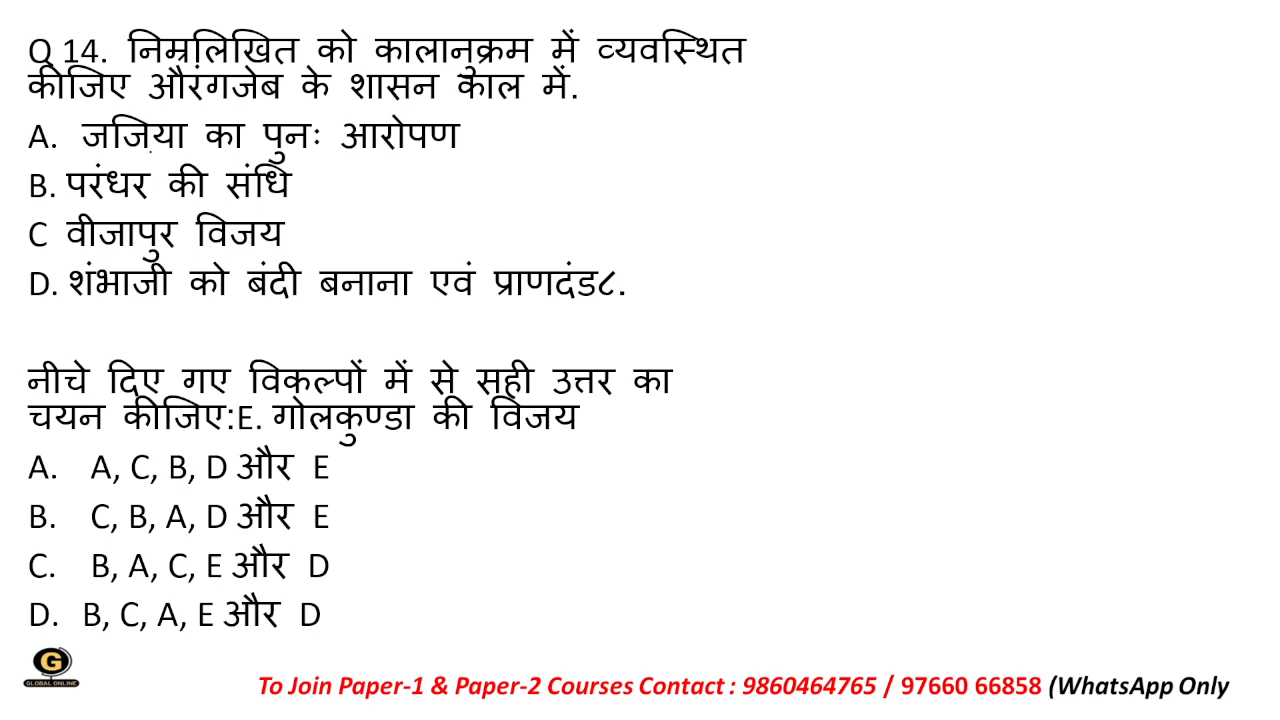 Q 14. निम्रलिखित को कालानुक्रम में व्यवस्थित
कीजिए औरंगजेब के शासन काल में.
A. जजिया का पुनः आरोपण
B. परंधर की संधि
C वीजापुर विजय
D. शंभाजी को बंदी बनाना एवं प्राणदंड८.
नीचे दिए गए विकल्पों में से सही उत्तर का
चयन कीजिए:E. गोलकुण्डा की विजय
A. A, C, B, D और E
B. C, B, A, D और E
C. B, A, C, E और D
D. B, C, A, E और D
G
GLOBAL ONLINE
To Join Paper-1 & Paper-2 Courses Contact : 9860464765 / 97660 66858 (WhatsApp Only